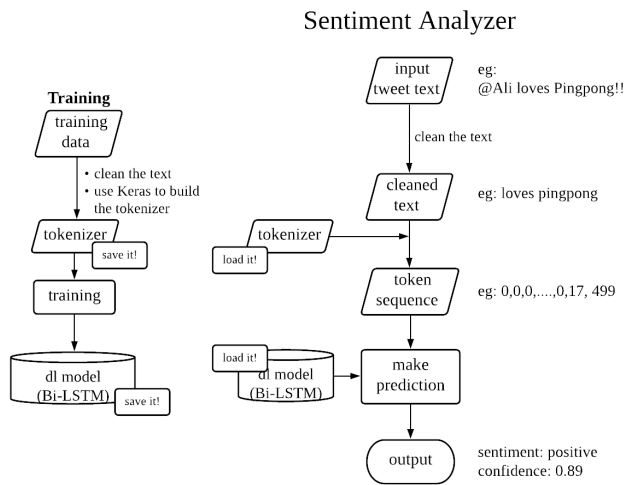 Sentiment Analyzer
Training
training
data
• clean the text
• use Keras to build
the tokenizer
tokenizer
save it!
training
dl model
(Bi-LSTM)
save it!
input
tweet text
eg:
@Ali loves Pingpong!!
clean the text
cleaned
text
eg: loves pingpong
tokenizer
load it!
token
sequence
eg: 0,0,0,....,0,17, 499
load it!
dl model
(Bi-LSTM)
make
prediction
output
sentiment: positive
confidence: 0.89